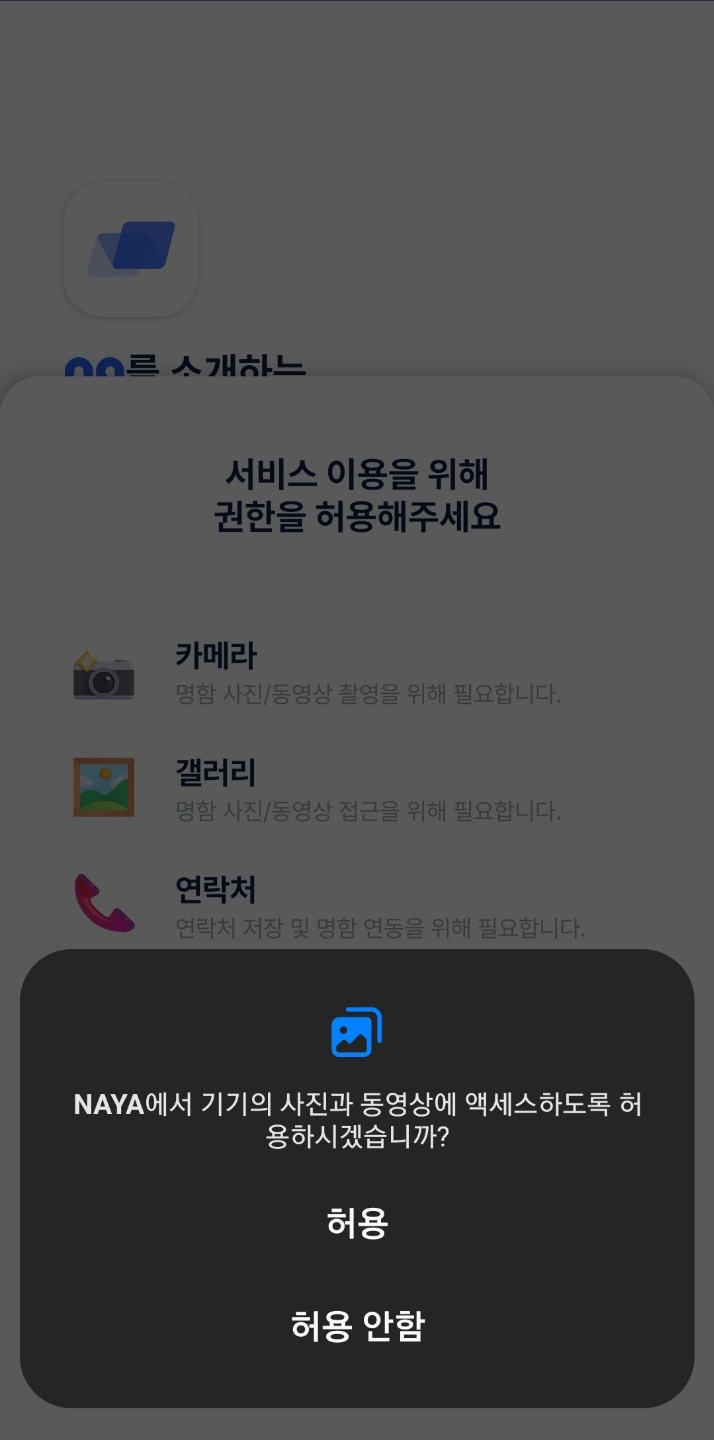 를 소개하는
서비스 이용을 위해
권한을 허용해주세요
카메라
명함 사진/동영상 촬영을 위해 필요합니다.
갤러리
명함 사진/동영상 접근을 위해 필요합니다.
연락처
연락처 저장 및 명함 연동을 위해 필요합니다.
NAYA에서 기기의 사진과 동영상에 액세스하도록 허
용하시겠습니까?
허용
허용 안함